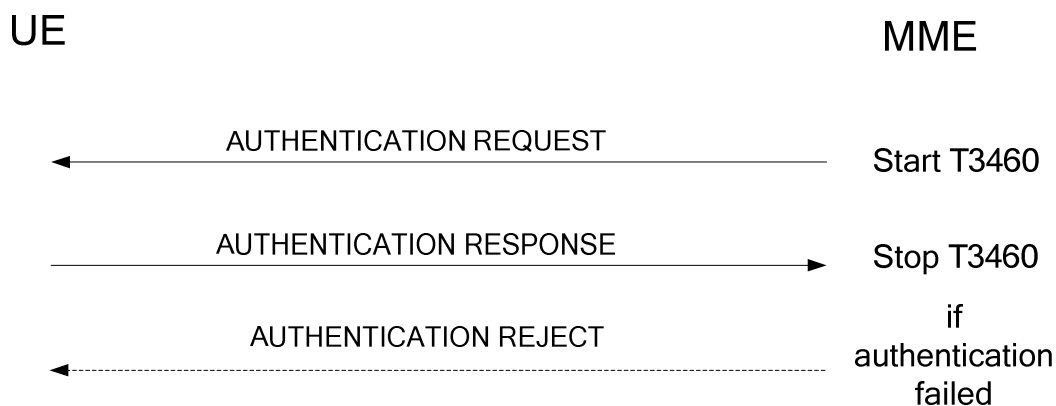 UE
MME
AUTHENTICATION REQUEST
Start T3460
AUTHENTICATION RESPONSE
Stop T3460
AUTHENTICATION REJECT
if
authentication
failed